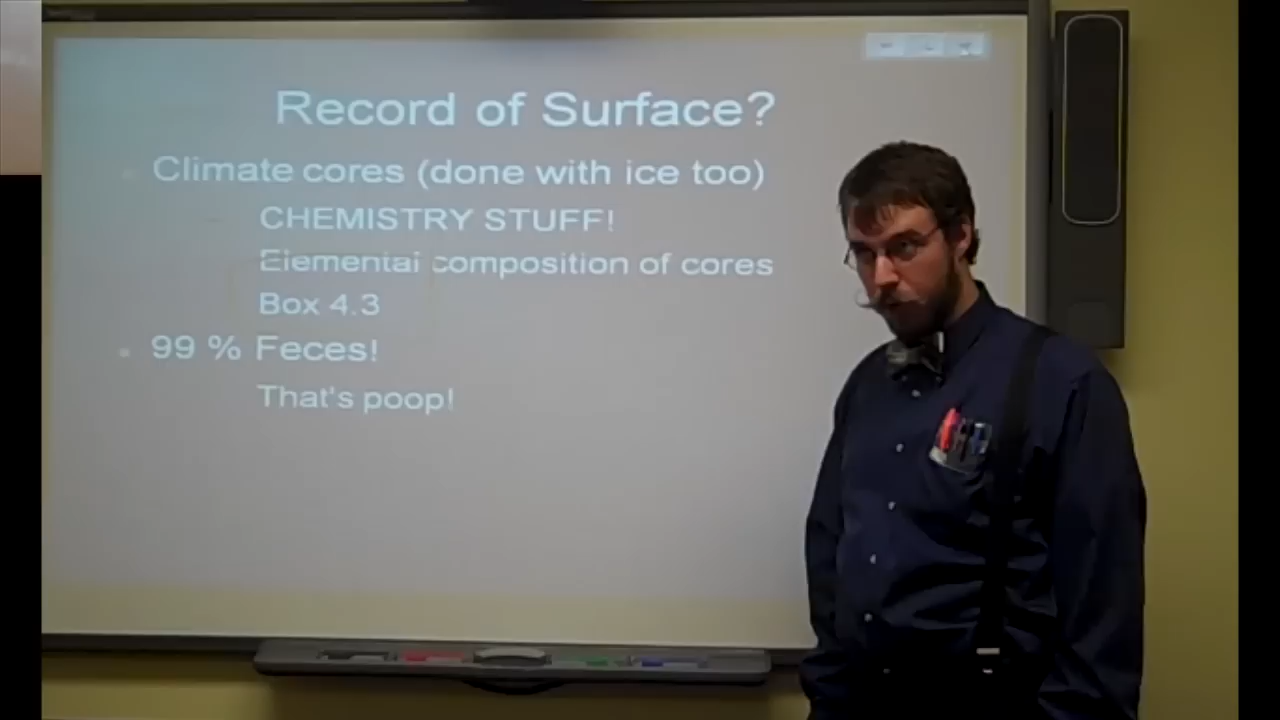 Record of Surface?
Climate cores (done with ice too)
CHEMISTRY STUFF!
Elemental composition of cores
Box 4.3
99 % Feces!
That's poop!